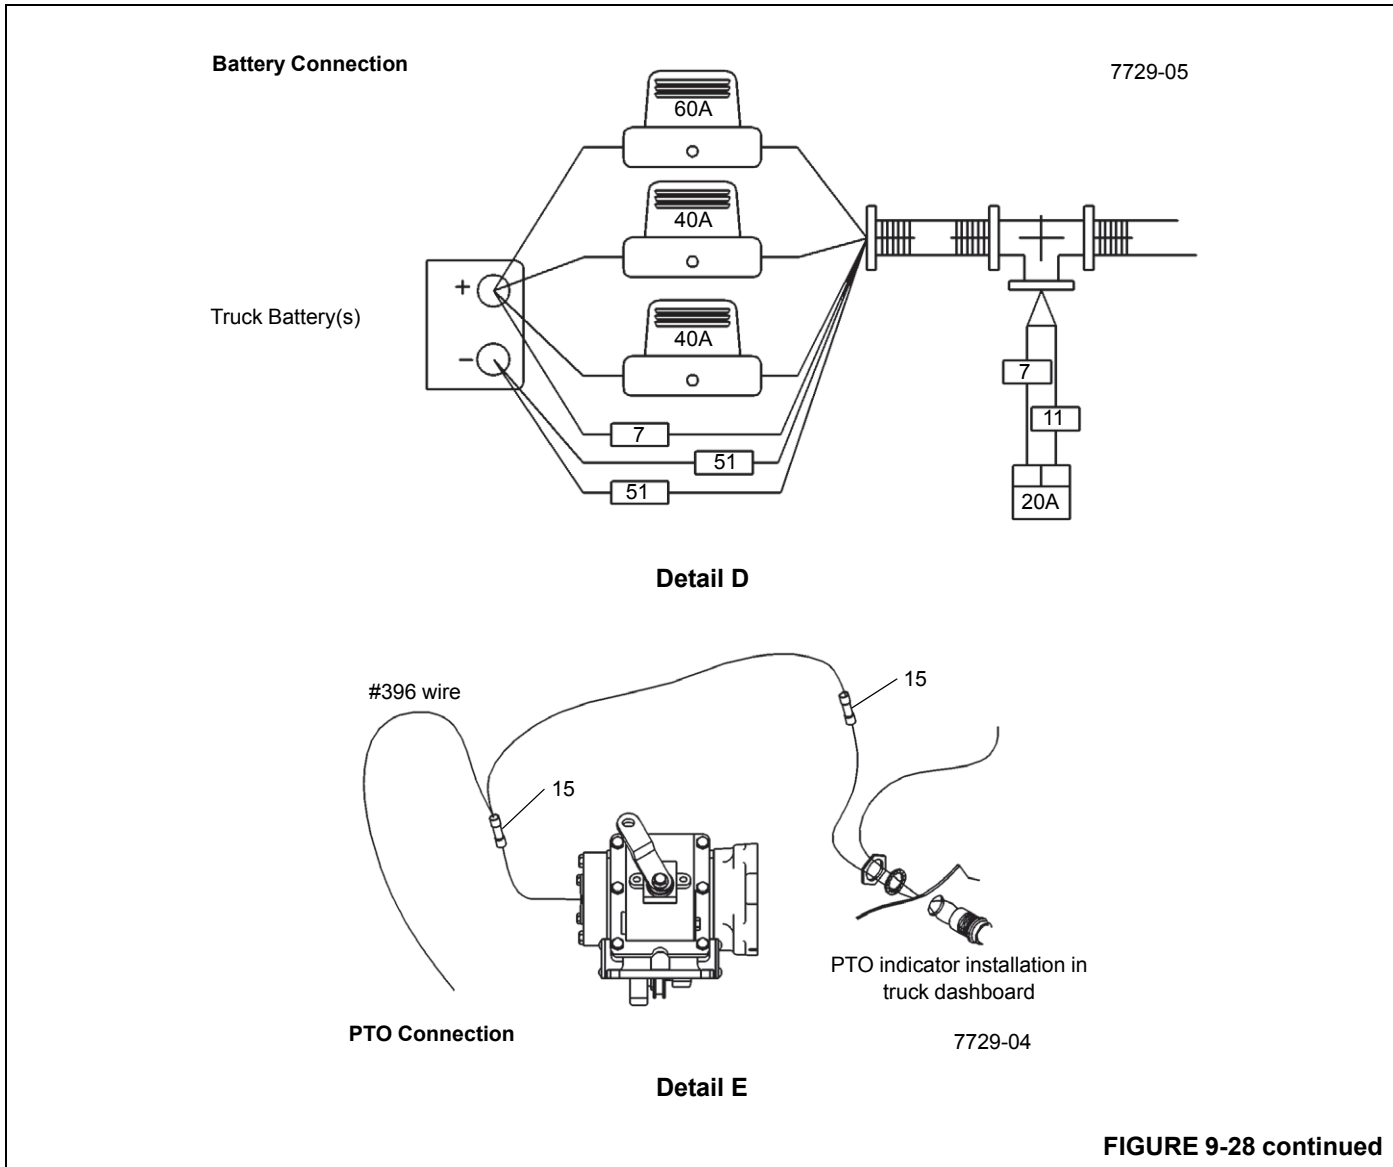 Battery Connection
7729-05
60A
40A
40A
Truck Battery(s)
+
−
7
51
51
7
11
20A
Detail D
#396 wire
15
15
PTO indicator installation in
truck dashboard
PTO Connection
7729-04
Detail E
FIGURE 9-28 continued